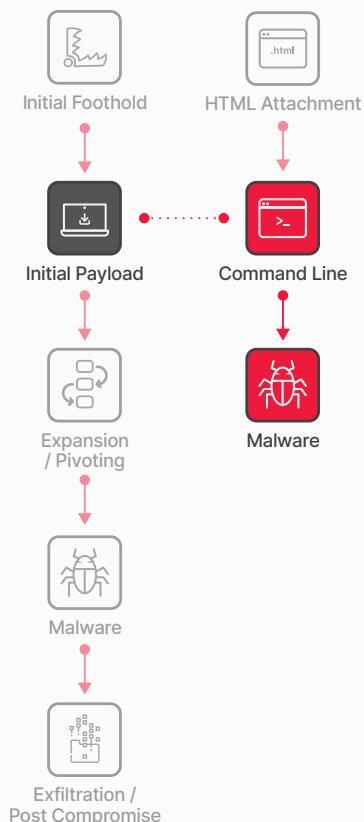 .html
Initial Foothold
HTML Attachment
>_
Initial Payload
Command Line
Expansion
/ Pivoting
Malware
Malware
Exfiltration /
Post Compromise